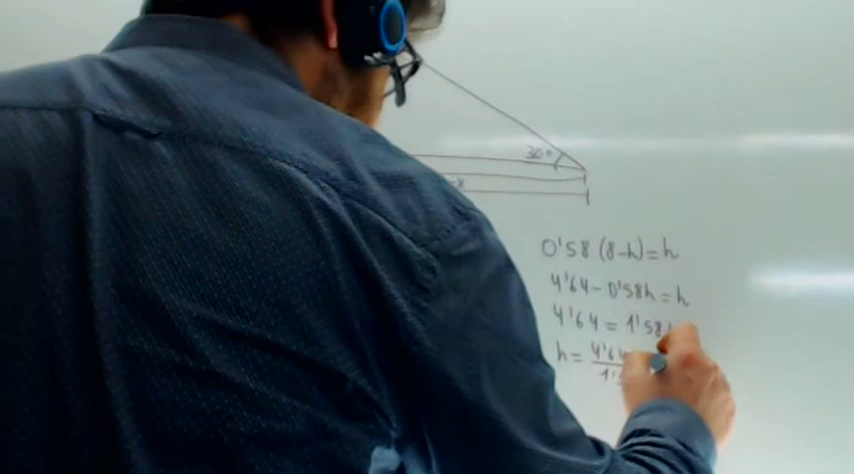 30°
x
0'58 (8-h)=h
4'64 - 0'58h = h
4'64 = 1'58
h = 4'64